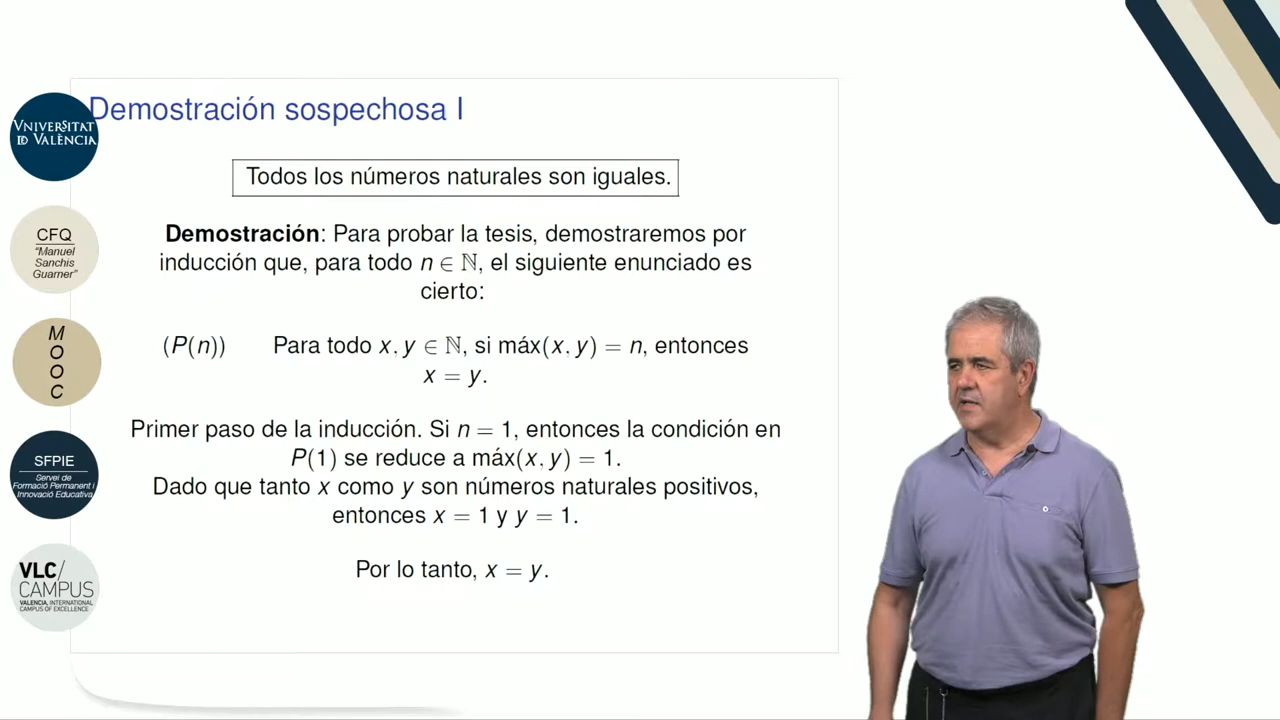 Demostración sospechosa I
Todos los números naturales son iguales.
Demostración: Para probar la tesis, demostraremos por
inducción que, para todo n ∈ ℕ, el siguiente enunciado es
cierto:
(P(n)) Para todo x, y ∈ ℕ, si máx(x, y) = n, entonces
x = y.
Primer paso de la inducción. Si n = 1, entonces la condición en
P(1) se reduce a máx(x, y) = 1.
Dado que tanto x como y son números naturales positivos,
entonces x = 1 y y = 1.
Por lo tanto, x = y.
VNIVERSITAT
ID VALÈNCIA
CFQ
"Manuel
Sanchis
Guarner"
M
O
O
C
SFPIE
Servei de
Formació Permanent i
Innovació Educativa
VLC/
CAMPUS
VALENCIA, INTERNATIONAL
CAMPUS OF EXCELLENCE